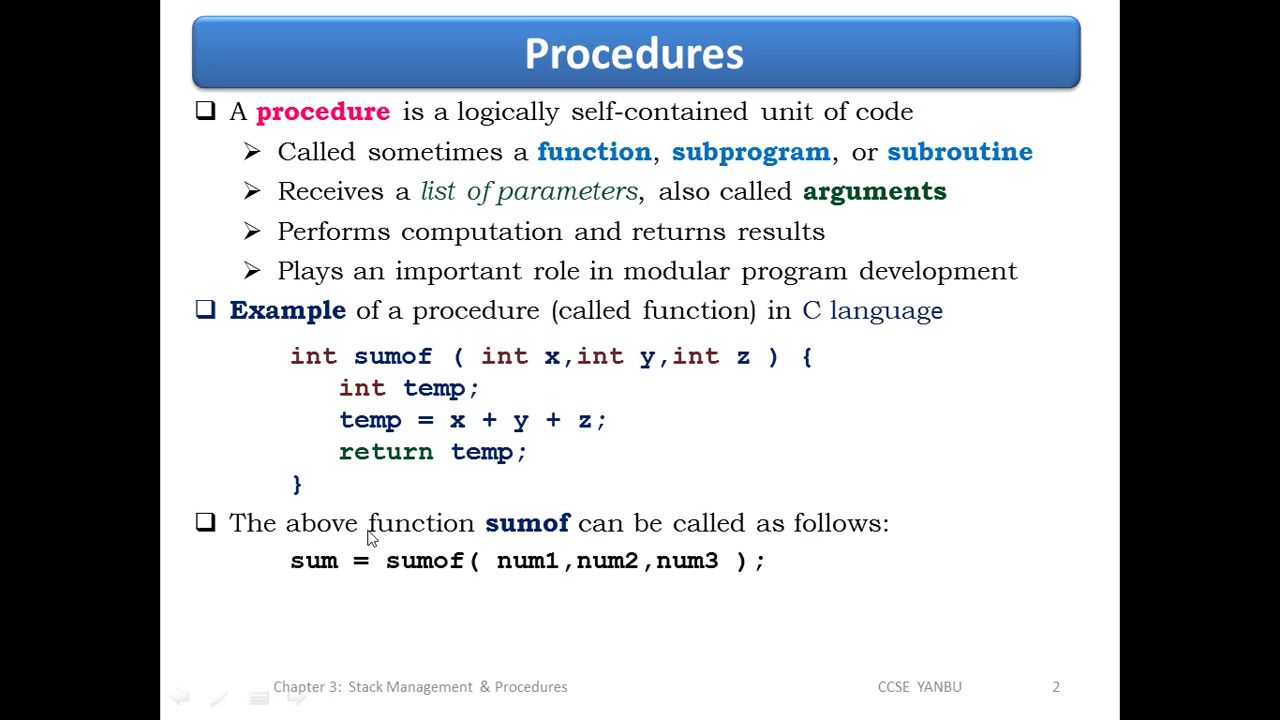 Procedures
❑ A procedure is a logically self-contained unit of code
➢ Called sometimes a function, subprogram, or subroutine
➢ Receives a list of parameters, also called arguments
➢ Performs computation and returns results
➢ Plays an important role in modular program development
❑ Example of a procedure (called function) in C language
int sumof ( int x,int y,int z ) {
int temp;
temp = x + y + z;
return temp;
}
❑ The above function sumof can be called as follows:
sum = sumof( num1,num2,num3 );
Chapter 3: Stack Management & Procedures CCSE YANBU 2